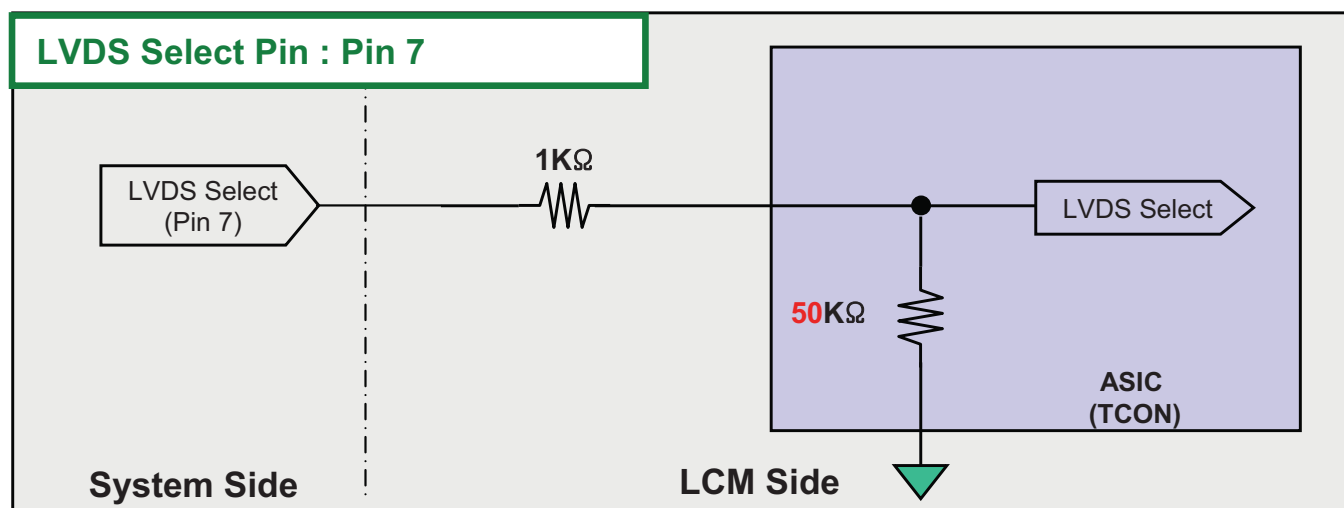 LVDS Select Pin : Pin 7
1KΩ
LVDS Select
(Pin 7)
LVDS Select
50KΩ
ASIC
(TCON)
System Side
LCM Side